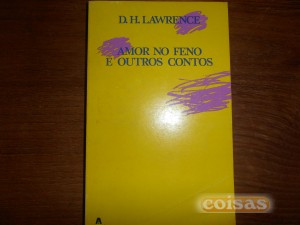 D. H. LAWRENCE
AMOR NO FENO
E OUTROS CONTOS
A
coisas